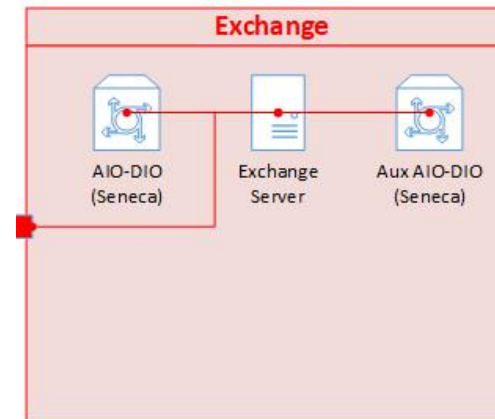 Exchange
AIO-DIO
(Seneca)
Exchange
Server
Aux AIO-DIO
(Seneca)